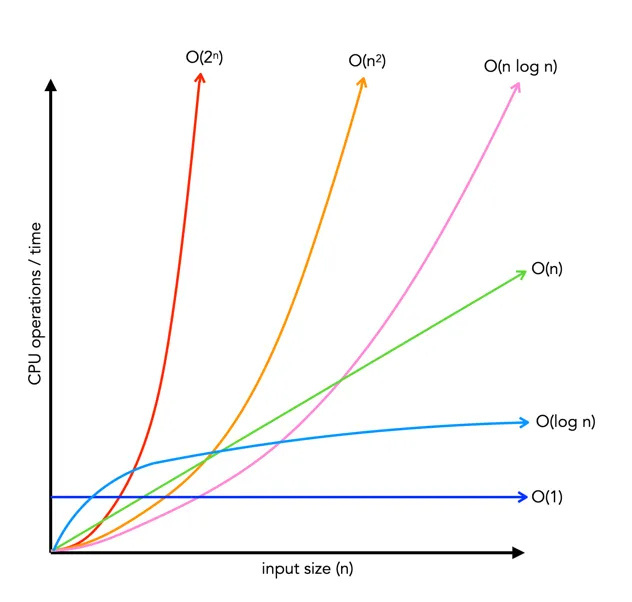 O(2ⁿ)
O(n²)
O(n log n)
O(n)
O(log n)
O(1)
CPU operations / time
input size (n)